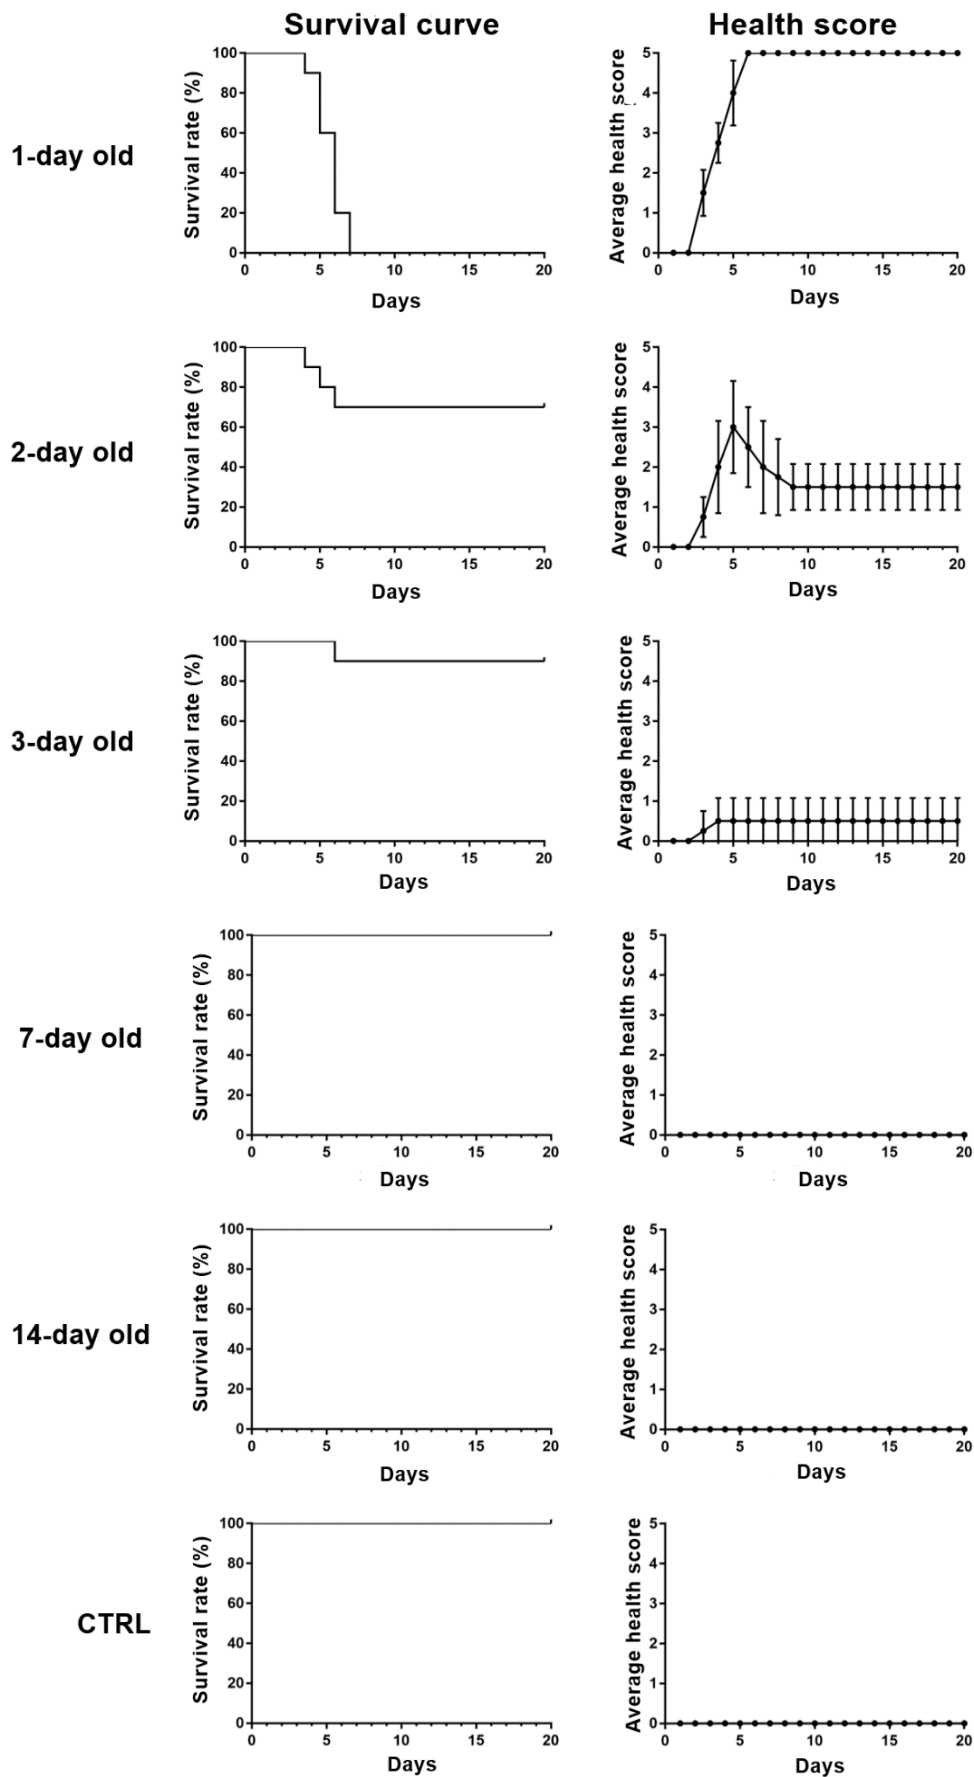 Survival curve
Health score
1-day old
Survival rate (%)
100
80
60
40
20
0
0 5 10 15 20
Days
Average health score
5
4
3
2
1
0
0 5 10 15 20
Days
2-day old
Survival rate (%)
100
80
60
40
20
0
0 5 10 15 20
Days
Average health score
5
4
3
2
1
0
0 5 10 15 20
Days
3-day old
Survival rate (%)
100
80
60
40
20
0
0 5 10 15 20
Days
Average health score
5
4
3
2
1
0
0 5 10 15 20
Days
7-day old
Survival rate (%)
100
80
60
40
20
0
0 5 10 15 20
Days
Average health score
5
4
3
2
1
0
0 5 10 15 20
Days
14-day old
Survival rate (%)
100
80
60
40
20
0
0 5 10 15 20
Days
Average health score
5
4
3
2
1
0
0 5 10 15 20
Days
CTRL
Survival rate (%)
100
80
60
40
20
0
0 5 10 15 20
Days
Average health score
5
4
3
2
1
0
0 5 10 15 20
Days